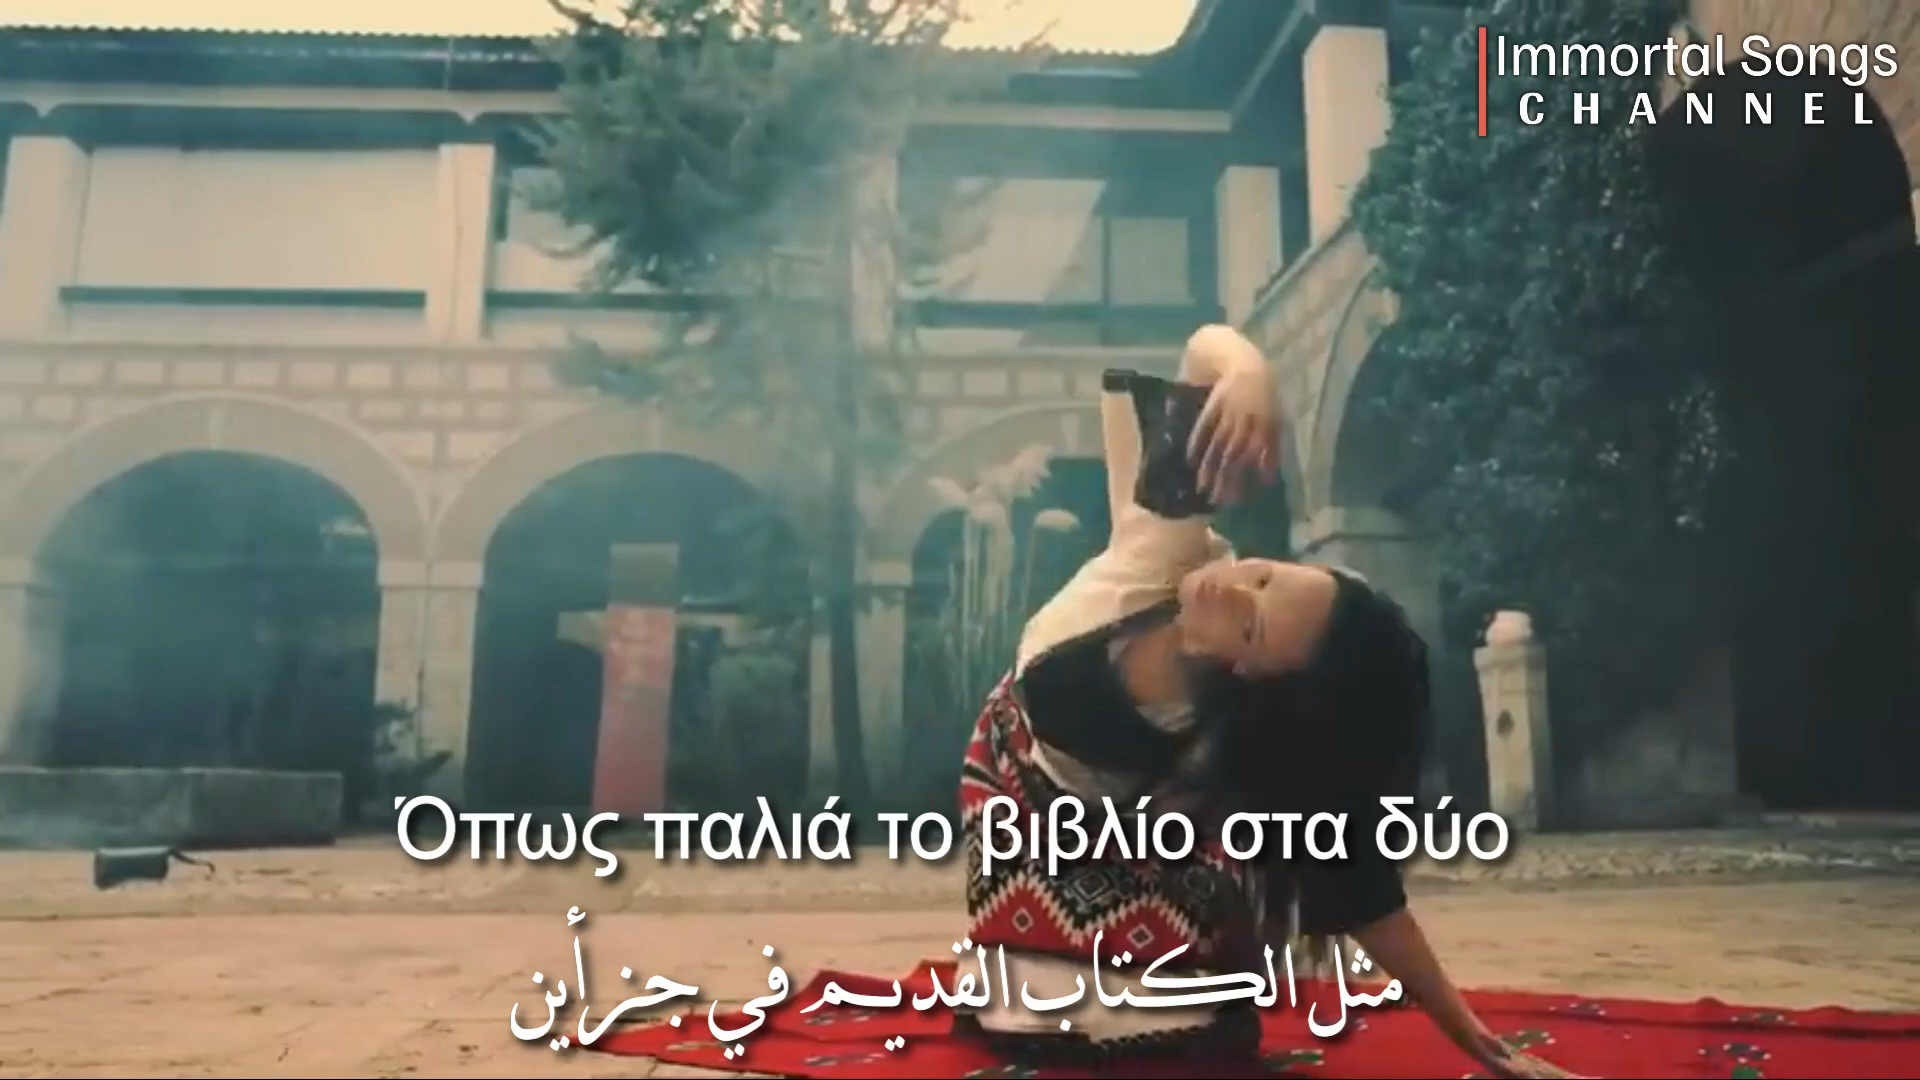 Immortal Songs
CHANNEL
Όπως παλιά το βιβλίο στα δύο
مثل الكتاب القديم في جزأين